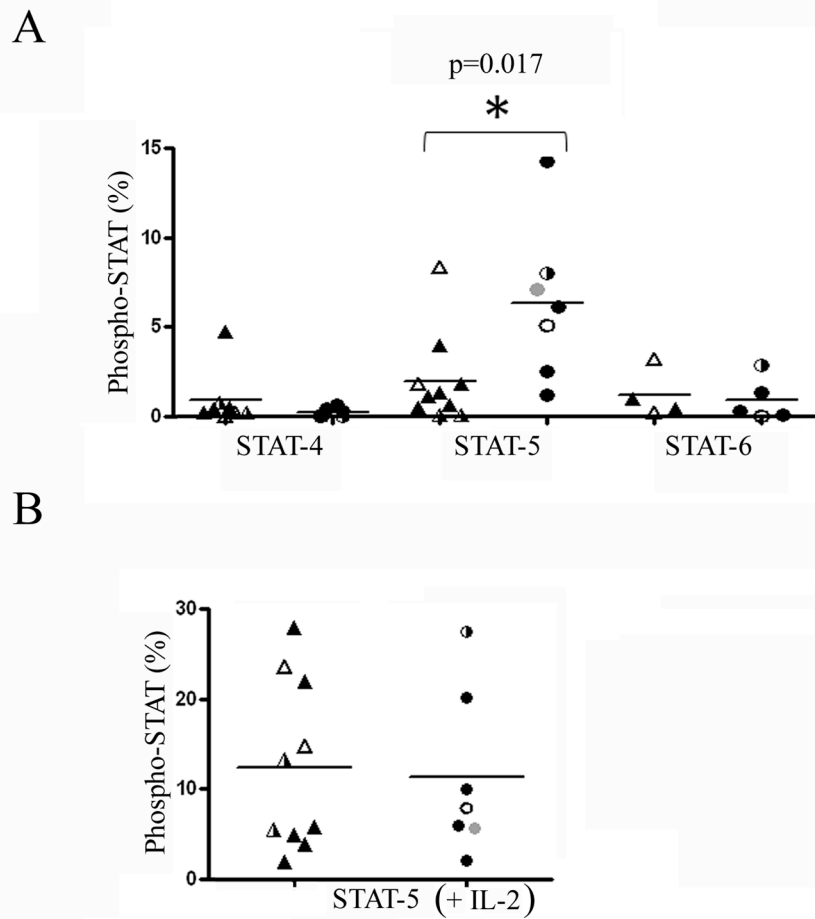 A
p=0.017
*
Phospho-STAT (%)
15
10
5
0
STAT-4 STAT-5 STAT-6
B
Phospho-STAT (%)
30
20
10
0
STAT-5 (+ IL-2)